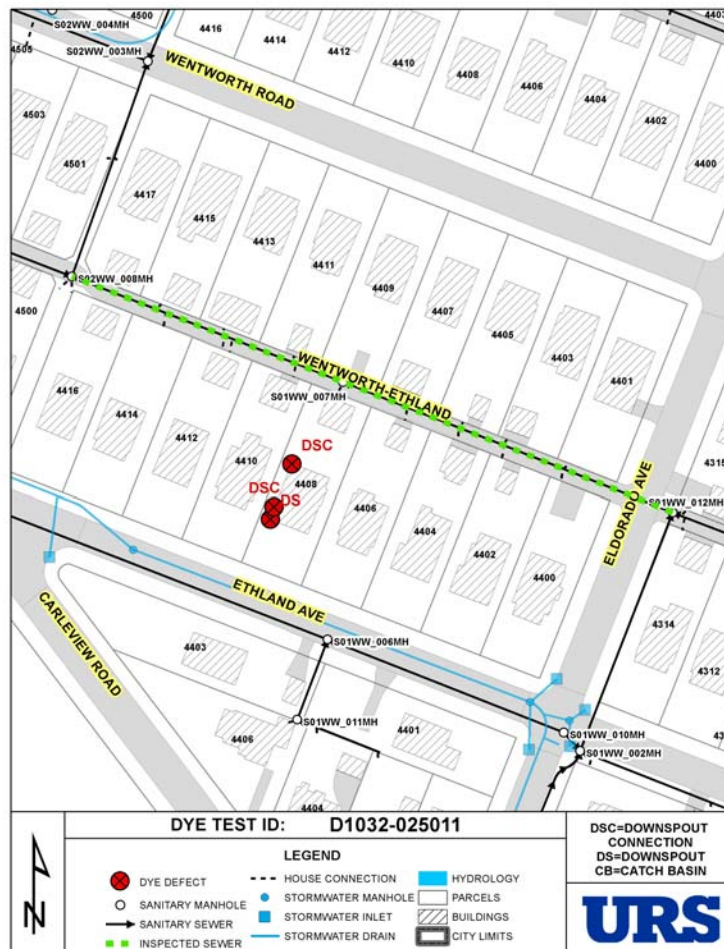 4500
S02WW_004MH
S02WW_003MH
4505
4416
4414
4412
4410
4408
4406
4404
4402
4400
4403
WENTWORTH ROAD
4503
4501
4417
4415
4413
4411
4409
4407
4405
4403
4401
S02WW_008MH
4500
WENTWORTH-ETHLAND
S01WW_007MH
4416
4414
4412
4410
DSC
4408
DSC
DS
4406
4404
4402
4400
4315
S01WW_012MH
ELDORADO AVE
ETHLAND AVE
CARLEVIEW ROAD
4403
S01WW_006MH
4314
4312
S01WW_011MH
4406
4401
S01WW_010MH
S01WW_002MH
4404
N
DYE TEST ID: D1032-025011
LEGEND
DYE DEFECT
SANITARY MANHOLE
SANITARY SEWER
INSPECTED SEWER
HOUSE CONNECTION
STORMWATER MANHOLE
STORMWATER INLET
STORMWATER DRAIN
HYDROLOGY
PARCELS
BUILDINGS
CITY LIMITS
DSC=DOWNSPOUT
CONNECTION
DS=DOWNSPOUT
CB=CATCH BASIN
URS